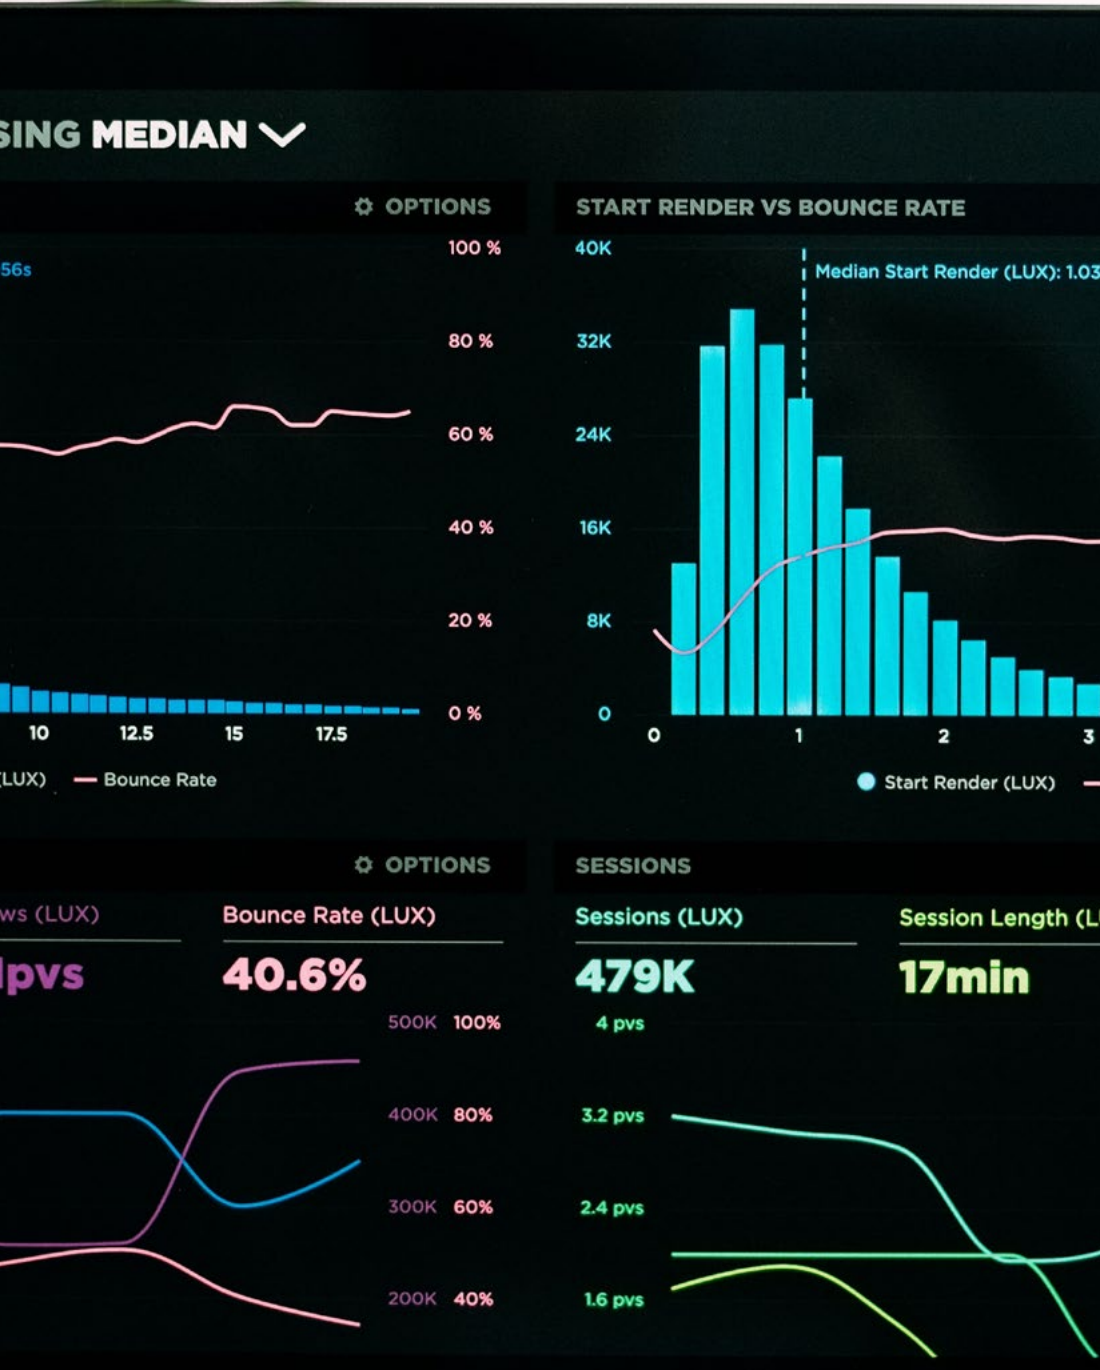 SING MEDIAN
OPTIONS
56s
100 %
80 %
60 %
40 %
20 %
0 %
10 12.5 15 17.5
(LUX) Bounce Rate
START RENDER VS BOUNCE RATE
40K
Median Start Render (LUX): 1.03
32K
24K
16K
8K
0
0 1 2 3
Start Render (LUX)
OPTIONS
ws (LUX) Bounce Rate (LUX)
pvs 40.6%
500K 100%
400K 80%
300K 60%
200K 40%
SESSIONS
Sessions (LUX) Session Length (L
479K 17min
4 pvs
3.2 pvs
2.4 pvs
1.6 pvs